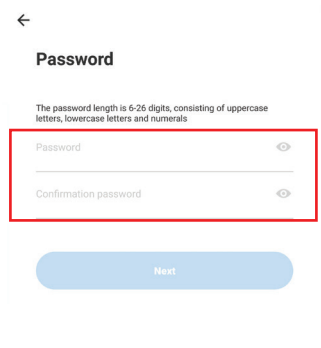 Password
The password length is 6-26 digits, consisting of uppercase
letters, lowercase letters and numerals
Password
Confirmation password
Next